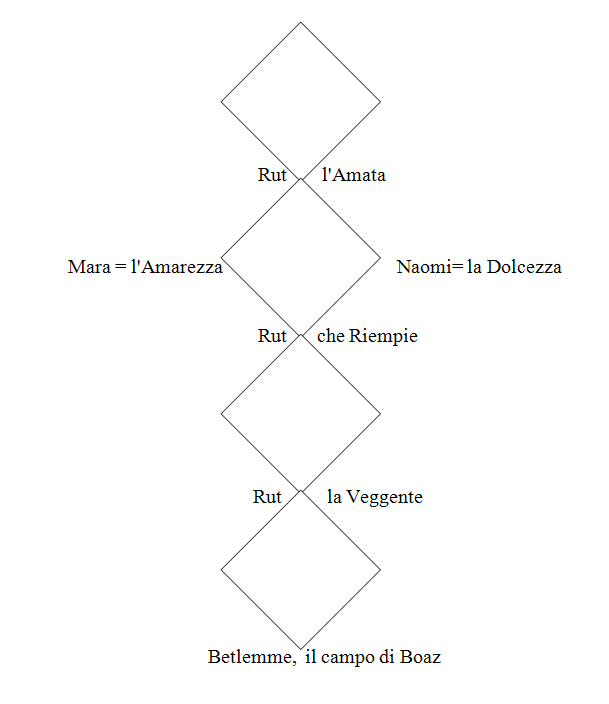 Rut l'Amata
Mara = l'Amarezza Naomi= la Dolcezza
Rut che Riempie
Rut la Veggente
Betlemme, il campo di Boaz